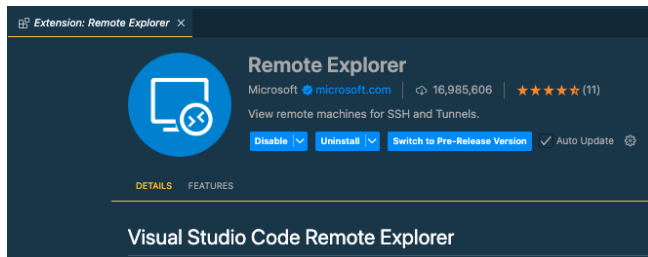 Extension: Remote Explorer
Remote Explorer
Microsoft microsoft.com 16,985,606 (11)
View remote machines for SSH and Tunnels.
Disable Uninstall Switch to Pre-Release Version Auto Update
DETAILS FEATURES
Visual Studio Code Remote Explorer